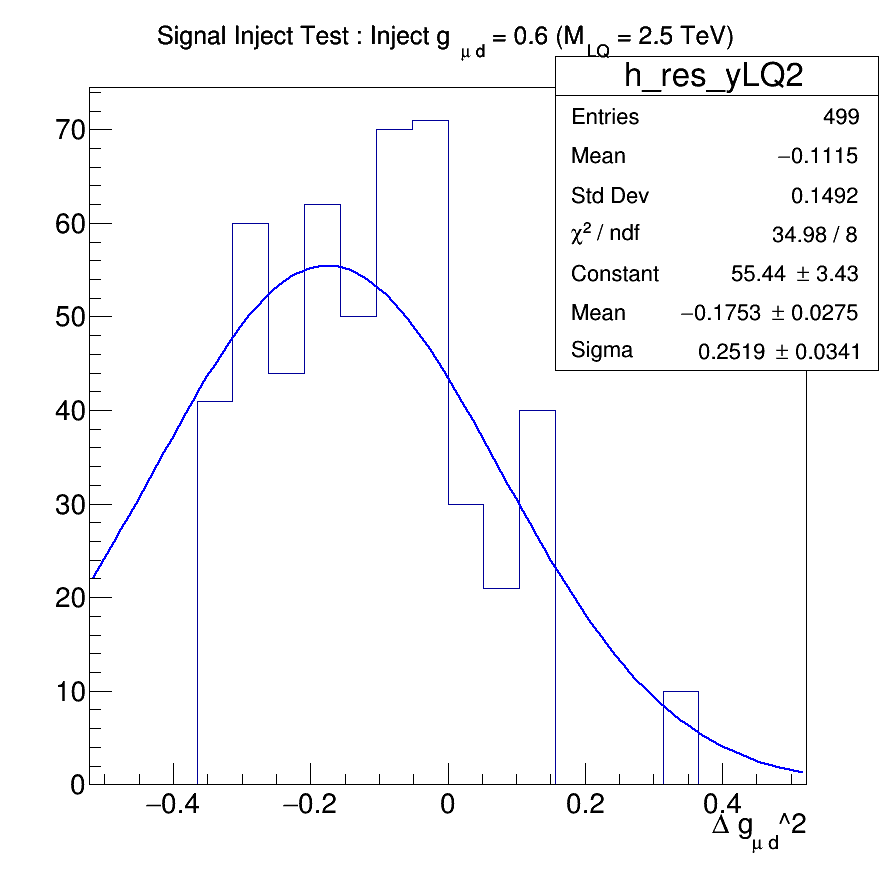 Signal Inject Test : Inject g μ d = 0.6 (M LQ = 2.5 TeV)
h_res_yLQ2
Entries 499
Mean −0.1115
Std Dev 0.1492
χ² / ndf 34.98 / 8
Constant 55.44 ± 3.43
Mean −0.1753 ± 0.0275
Sigma 0.2519 ± 0.0341
70
60
50
40
30
20
10
0
−0.4 −0.2 0 0.2 0.4
Δ g μ d ^2